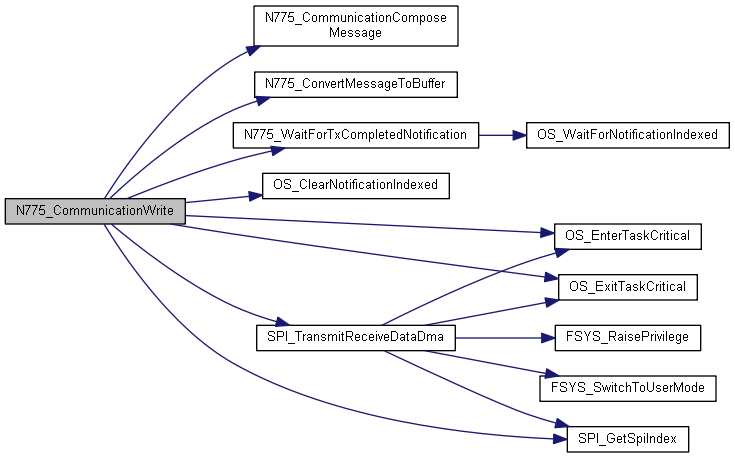 N775_CommunicationCompose
Message
N775_ConvertMessageToBuffer
N775_WaitForTxCompletedNotification
OS_WaitForNotificationIndexed
OS_ClearNotificationIndexed
N775_CommunicationWrite
OS_EnterTaskCritical
OS_ExitTaskCritical
SPI_TransmitReceiveDataDma
FSYS_RaisePrivilege
FSYS_SwitchToUserMode
SPI_GetSpiIndex